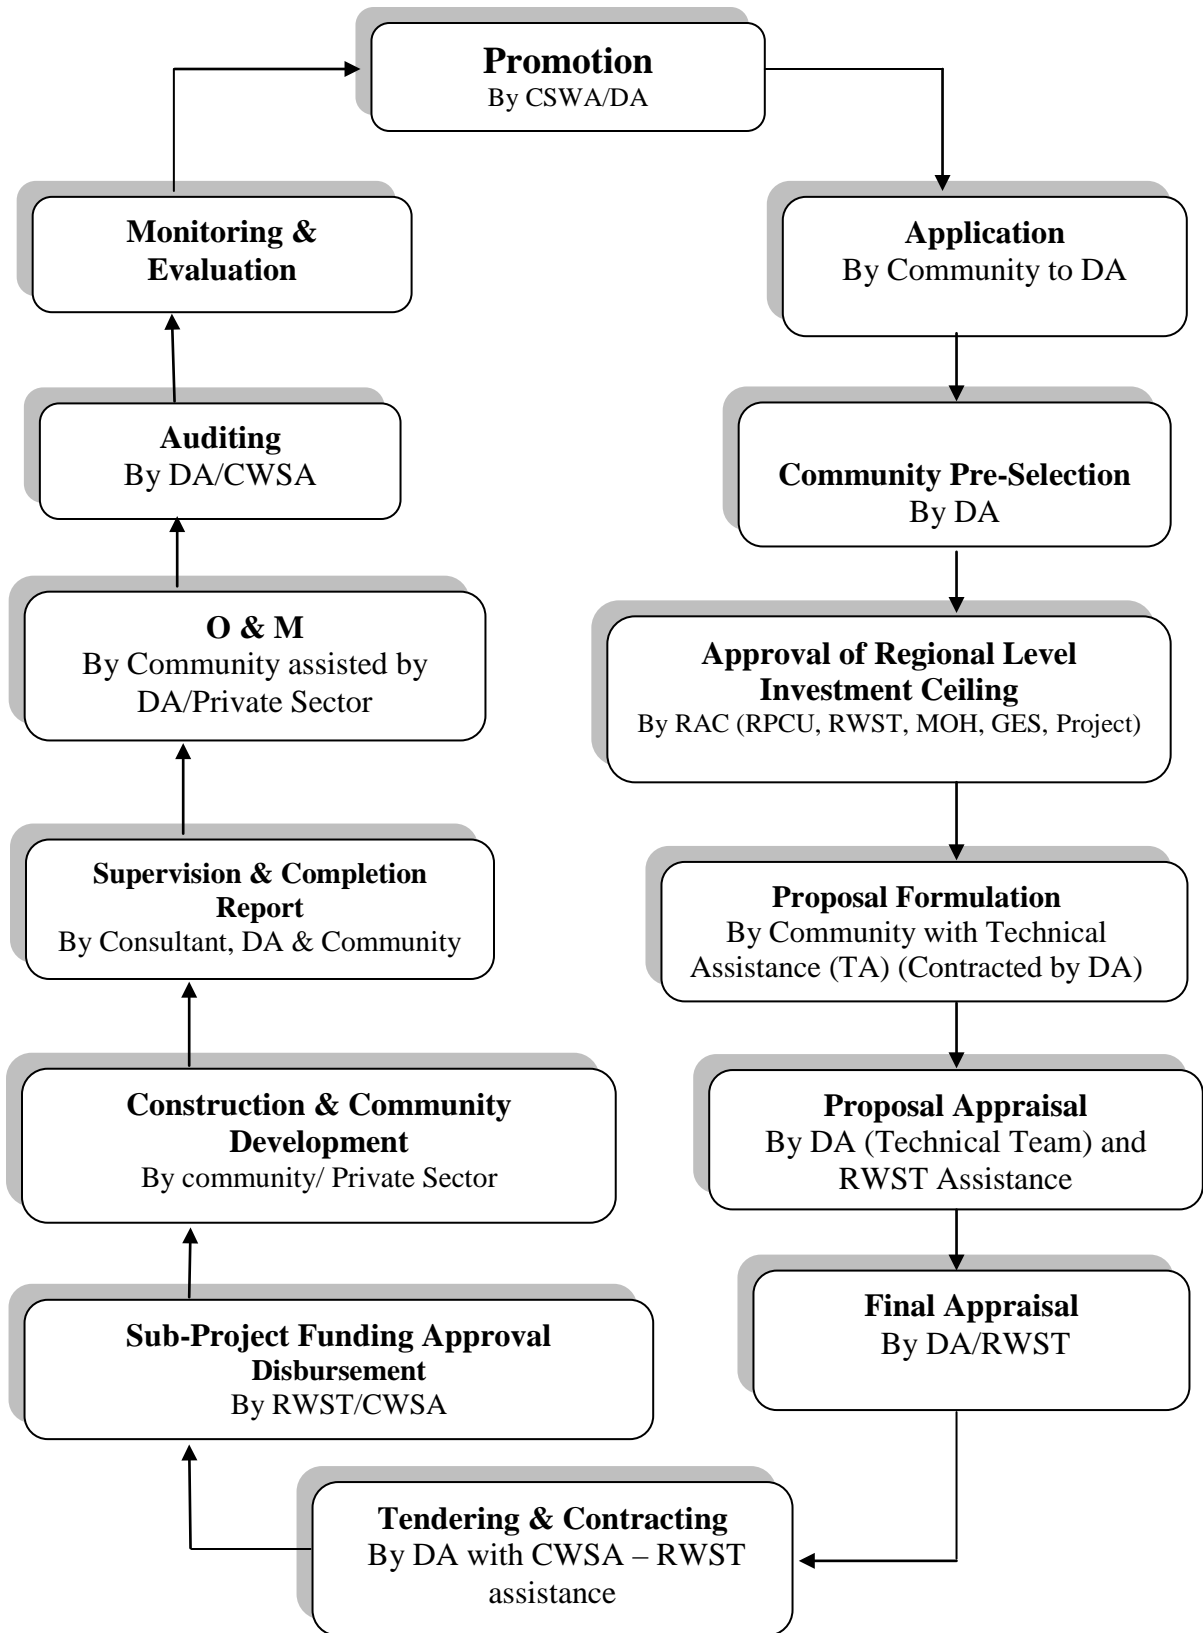 Promotion
By CSWA/DA
Application
By Community to DA
Community Pre-Selection
By DA
Approval of Regional Level
Investment Ceiling
By RAC (RPCU, RWST, MOH, GES, Project)
Proposal Formulation
By Community with Technical
Assistance (TA) (Contracted by DA)
Proposal Appraisal
By DA (Technical Team) and
RWST Assistance
Final Appraisal
By DA/RWST
Tendering & Contracting
By DA with CWSA – RWST
assistance
Sub-Project Funding Approval
Disbursement
By RWST/CWSA
Construction & Community
Development
By community/ Private Sector
Supervision & Completion
Report
By Consultant, DA & Community
O & M
By Community assisted by
DA/Private Sector
Auditing
By DA/CWSA
Monitoring &
Evaluation